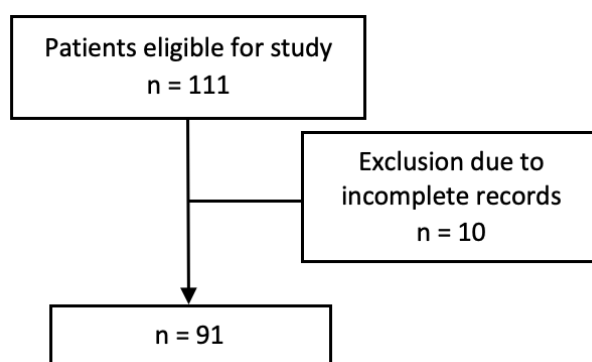 Patients eligible for study
n = 111
Exclusion due to
incomplete records
n = 10
n = 91